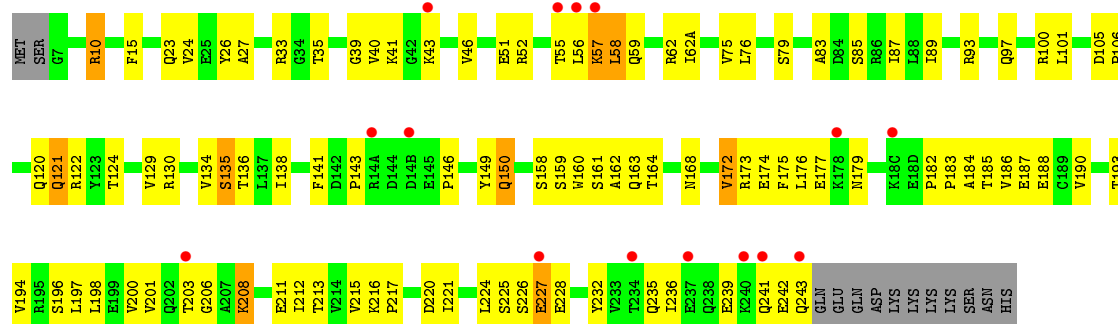 MET SER G7 R10 F15 Q23 V24 E25 Y26 A27 R33 G34 T35 G39 V40 K41 G42 K43 V46 E51 R52 T55 L56 K57 L58 Q59 R62 I62A V75 L76 S79 A83 D84 S85 R86 I87 L88 I89 R93 Q97 R100 L101 D105
Q120 Q121 R122 Y123 T124 V129 R130 V134 S135 T136 L137 I138 F141 D142 P143 R14A D144 D14B E145 P146 Y149 Q150 S158 S159 W160 S161 A162 Q163 T164 N168 V172 R173 E174 F175 L176 E177 K178 N179 K18C E18D P182 P183 A184 T185 V186 E187 E188 C189 V190
V194 R195 S196 L197 L198 E199 V200 V201 Q202 T203 G206 A207 K208 E211 I212 T213 V214 V215 K216 P217 D220 I221 L224 S225 S226 E227 E228 Y232 V233 T234 Q235 I236 E237 Q238 E239 K240 Q241 E242 Q243 GLN GLU GLN ASP LYS LYS LYS LYS SER ASN HIS